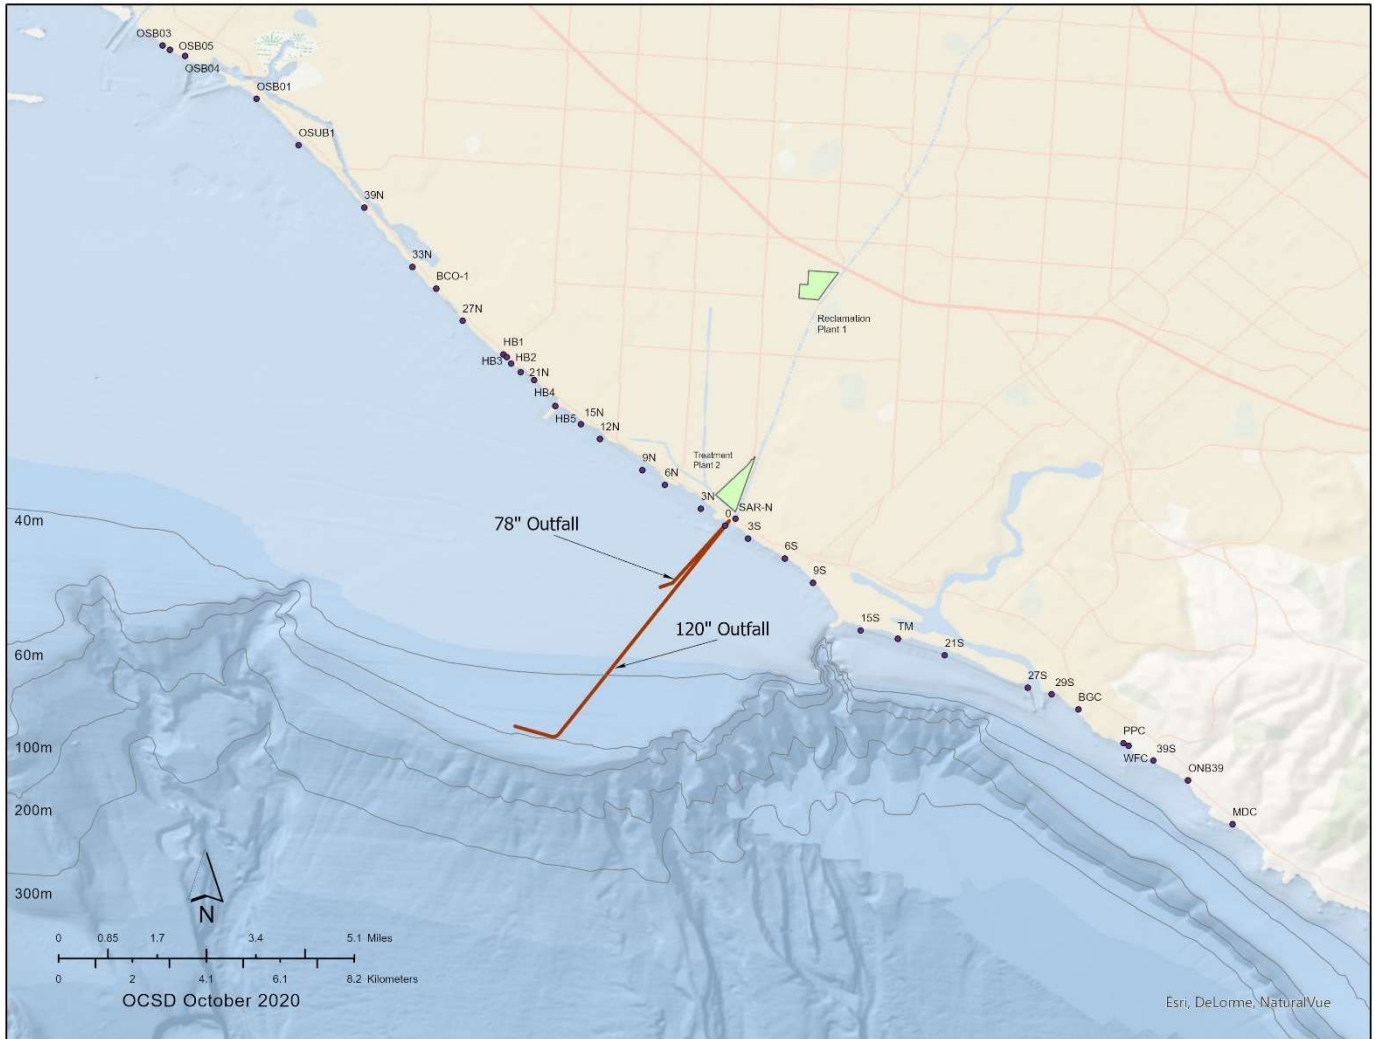 OSB03
OSB05
OSB04
OSB01
OSUB1
39N
33N
BCO-1
27N
HB1
HB3
HB2
21N
HB4
HB5
15N
12N
Reclamation
Plant 1
9N
6N
Treatment
Plant 2
3N
0
SAR-N
3S
6S
9S
15S
TM
21S
27S
29S
BGC
PPC
WFC
39S
ONB39
MDC
78" Outfall
120" Outfall
40m
60m
100m
200m
300m
N
0 0.85 1.7 3.4 5.1 Miles
0 2 4.1 6.1 8.2 Kilometers
OCSD October 2020
Esri, DeLorme, NaturalVue